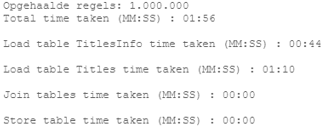 Opgehaalde regels: 1.000.000
Total time taken (MM:SS) : 01:56
Load table TitlesInfo time taken (MM:SS) : 00:44
Load table Titles time taken (MM:SS) : 01:10
Join tables time taken (MM:SS) : 00:00
Store table time taken (MM:SS) : 00:00